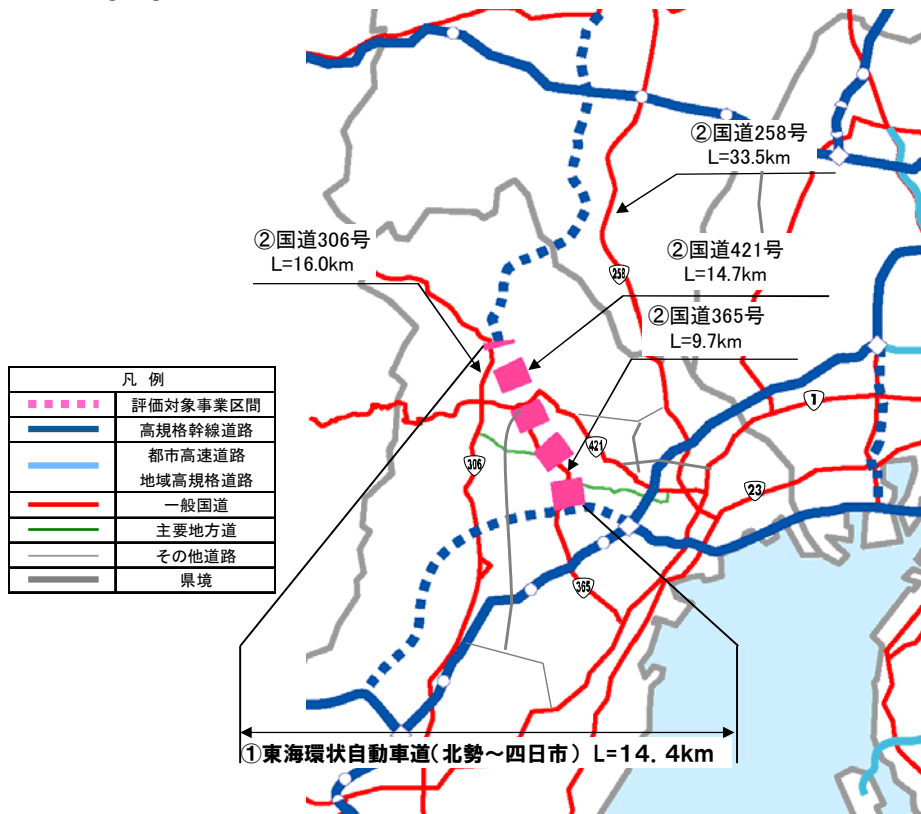 ②国道258号
L=33.5km
②国道306号
L=16.0km
②国道421号
L=14.7km
258
②国道365号
L=9.7km
凡 例
評価対象事業区間
高規格幹線道路
都市高速道路
地域高規格道路
一般国道
主要地方道
その他道路
県境
1
421
306
23
365
①東海環状自動車道(北勢～四日市) L=14.4km